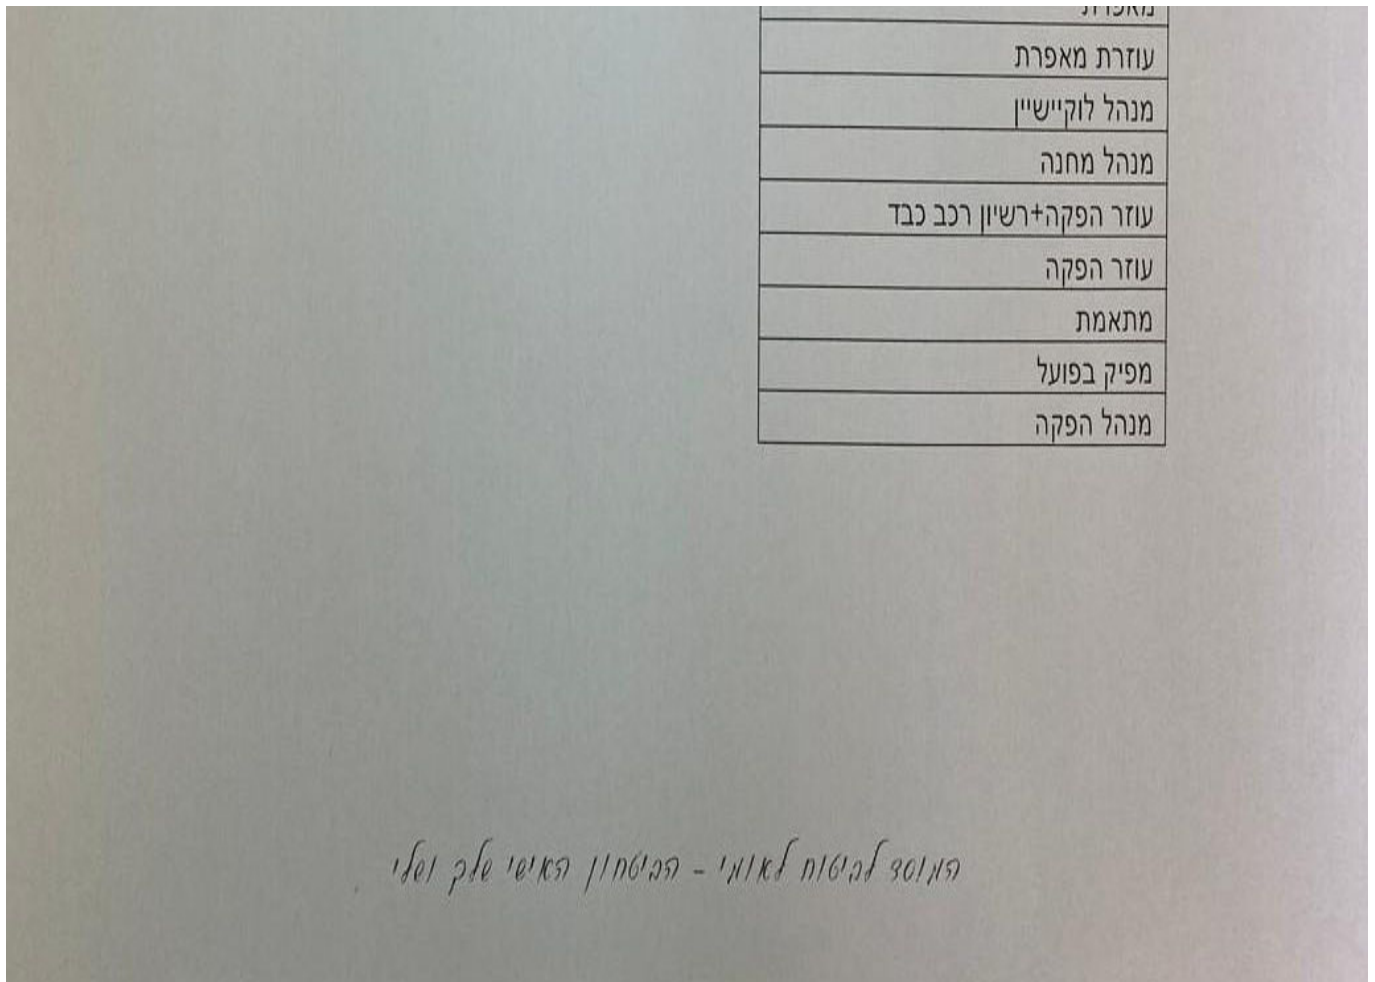 מאפרת
עוזרת מאפרת
מנהל לוקיישיין
מנהל מחנה
עוזר הפקה+רשיון רכב כבד
עוזר הפקה
מתאמת
מפיק בפועל
מנהל הפקה
המוסד לביטוח לאומי - הביטחון האישי שלך ושלי